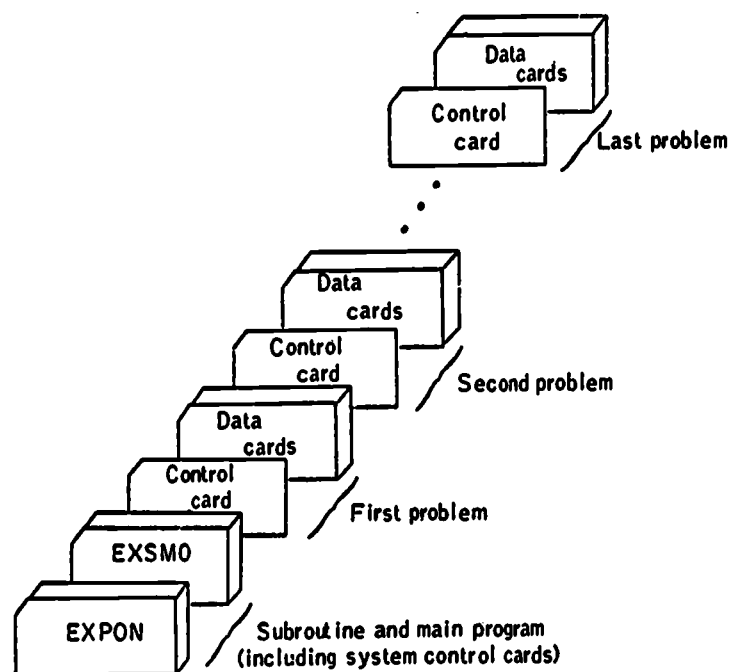 Data
cards
Control
card
Last problem
Data
cards
Control
card
Second problem
Data
cards
Control
card
First problem
EXSMO
EXPON
Subroutine and main program
(including system control cards)